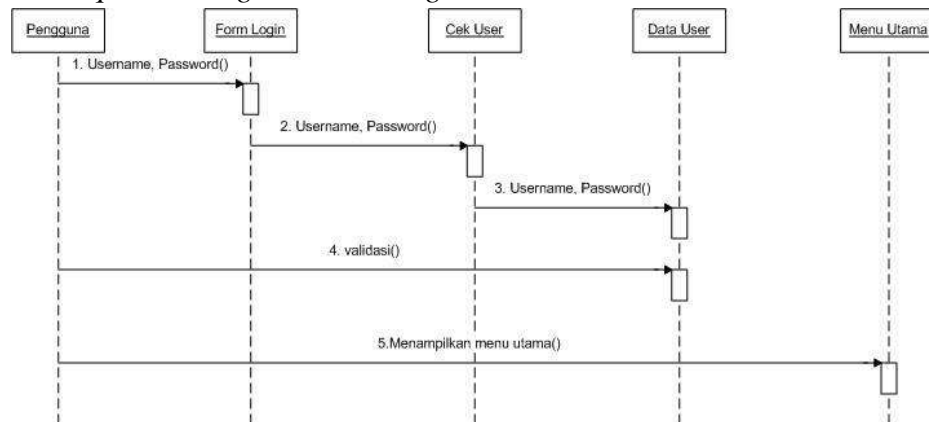 Pengguna
Form Login
Cek User
Data User
Menu Utama
1. Username, Password()
2. Username, Password()
3. Username, Password()
4. validasi()
5.Menampilkan menu utama()